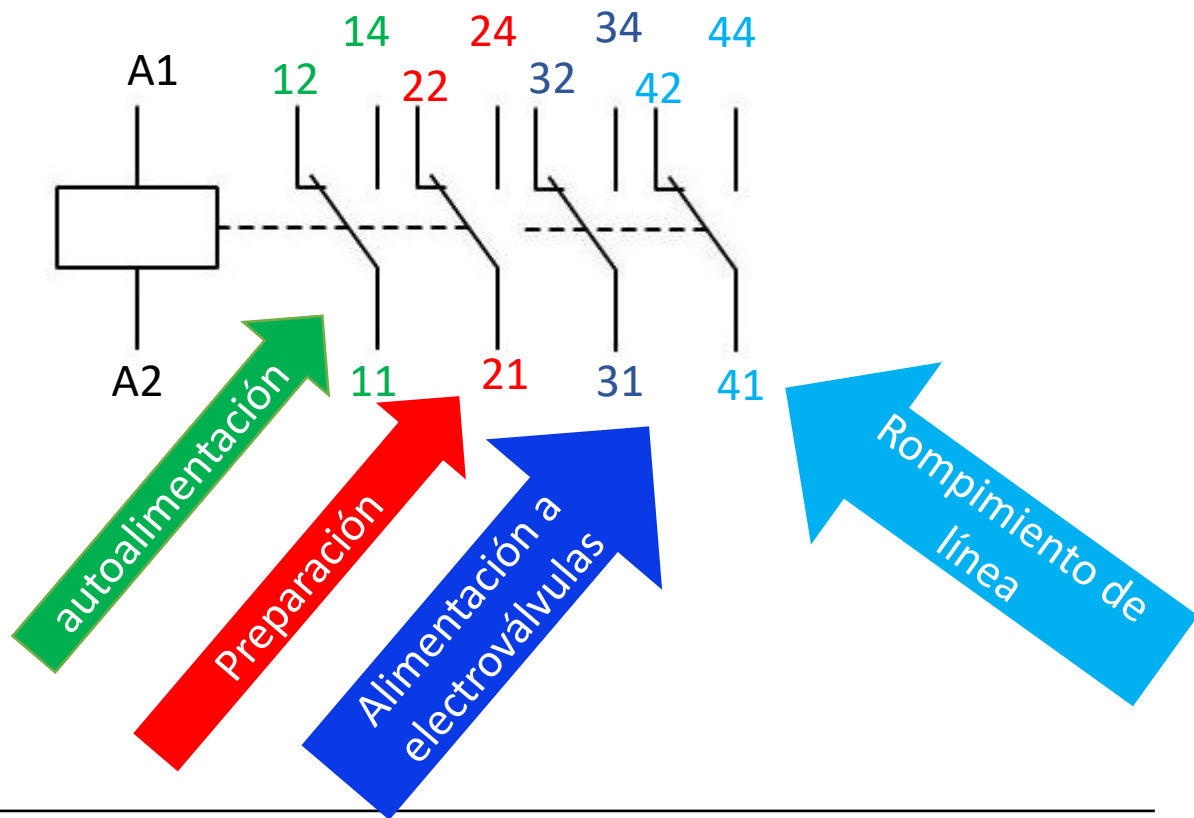 14 24 34 44
A1 12 22 32 42
A2 11 21 31 41
autoalimentación
Preparación
Alimentación a
electroválvulas
Rompimiento de
línea